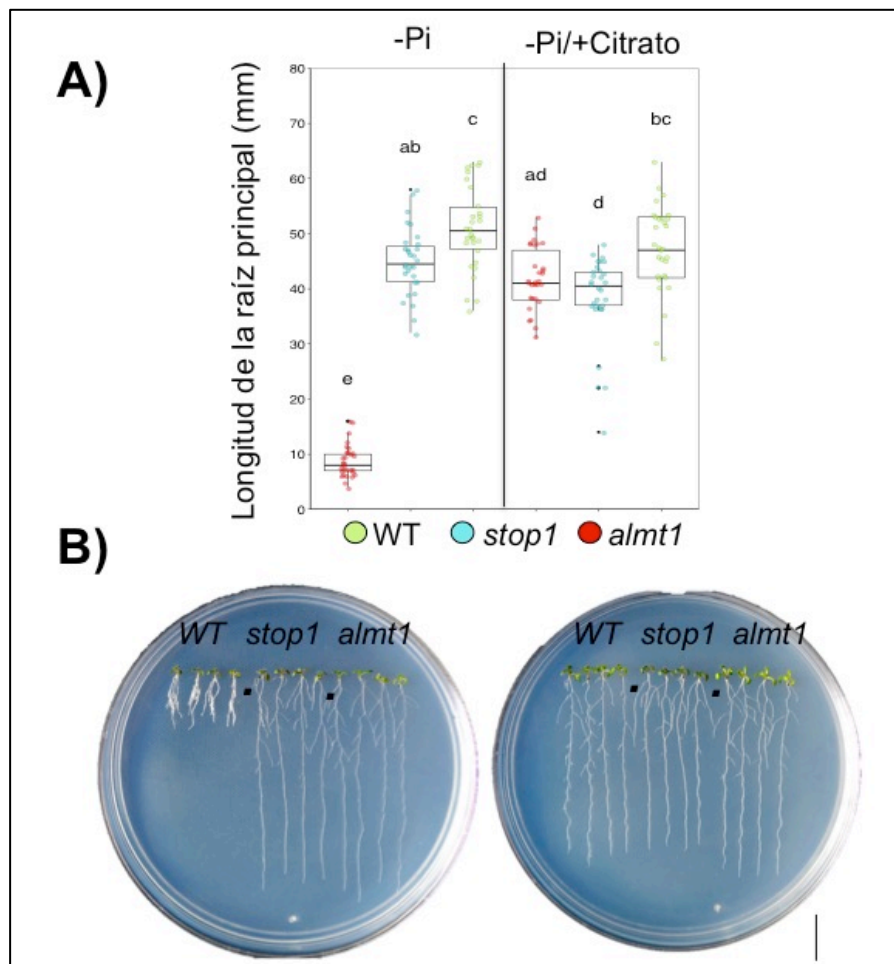 -Pi -Pi/+Citrato
A)
Longitud de la raíz principal (mm)
80
70
60
50
40
30
20
10
0
e
ab
c
ad
d
bc
WT stop1 almt1
B)
WT stop1 almt1
WT stop1 almt1